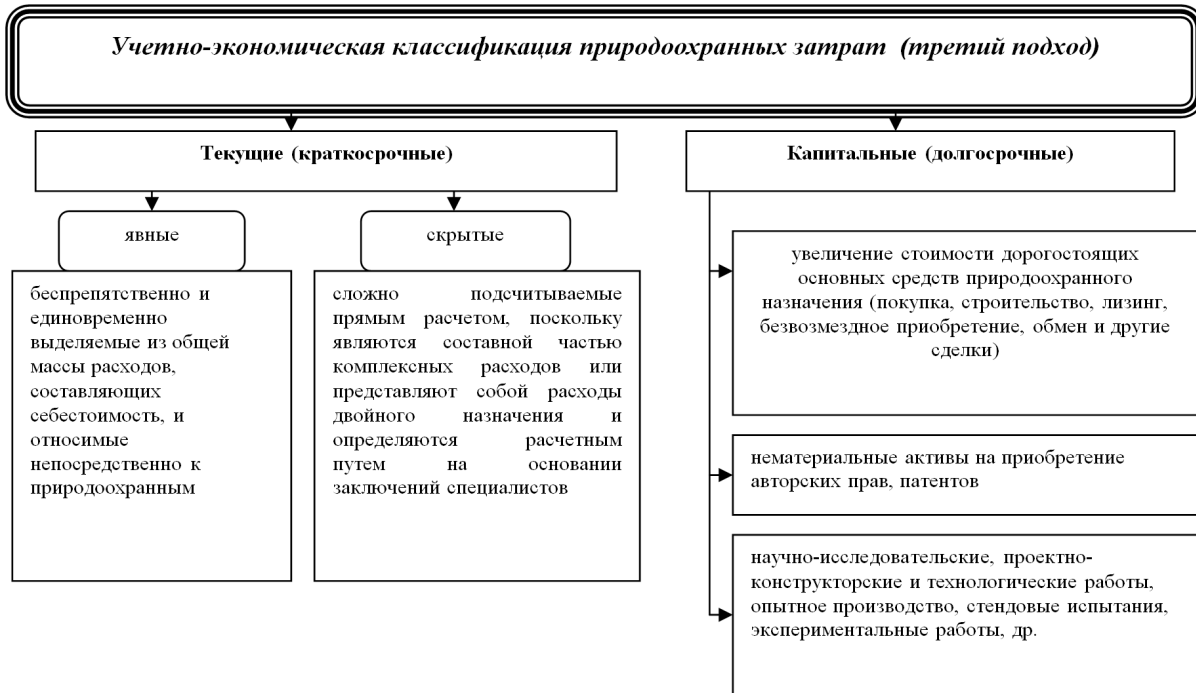 Учетно-экономическая классификация природоохранных затрат (третий подход)
Текущие (краткосрочные)
Капитальные (долгосрочные)
явные
скрытые
беспрепятственно и
единовременно
выделяемые из общей
массы расходов,
составляющих
себестоимость, и
относимые
непосредственно к
природоохранным
сложно подсчитываемые
прямым расчетом, поскольку
являются составной частью
комплексных расходов или
представляют собой расходы
двойного назначения и
определяются расчетным
путем на основании
заключений специалистов
увеличение стоимости дорогостоящих
основных средств природоохранного
назначения (покупка, строительство, лизинг,
безвозмездное приобретение, обмен и другие
сделки)
нематериальные активы на приобретение
авторских прав, патентов
научно-исследовательские, проектно-
конструкторские и технологические работы,
опытное производство, стендовые испытания,
экспериментальные работы, др.